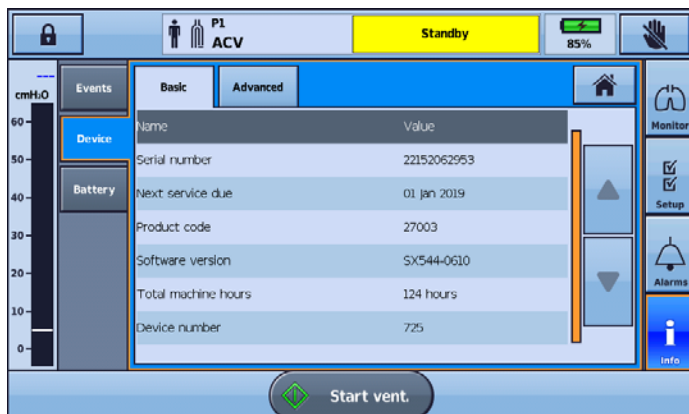 P1
ACV
Standby
85%
---
cmH₂O
60
50
40
30
20
10
0
Events
Device
Battery
Basic
Advanced
Name Value
Serial number 22152062953
Next service due 01 Jan 2019
Product code 27003
Software version SX544-0610
Total machine hours 124 hours
Device number 725
Monitor
Setup
Alarms
i
Info
Start vent.